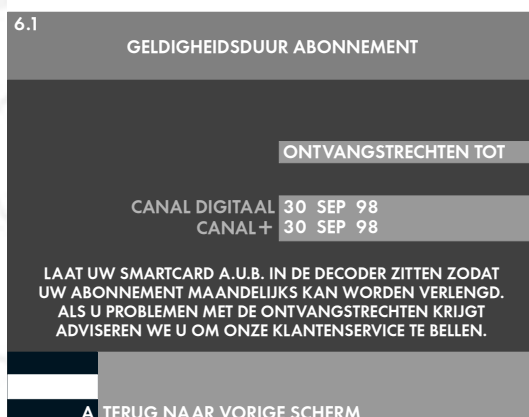 6.1
GELDIGHEIDSDUUR ABONNEMENT
ONTVANGSTRECHTEN TOT
CANAL DIGITAAL 30 SEP 98
CANAL+ 30 SEP 98
LAAT UW SMARTCARD A.U.B. IN DE DECODER ZITTEN ZODAT
UW ABONNEMENT MAANDELIJKS KAN WORDEN VERLENGD.
ALS U PROBLEMEN MET DE ONTVANGSTRECHTEN KRIJGT
ADVISEREN WE U OM ONZE KLANTENSERVICE TE BELLEN.
A TERUG NAAR VORIGE SCHERM